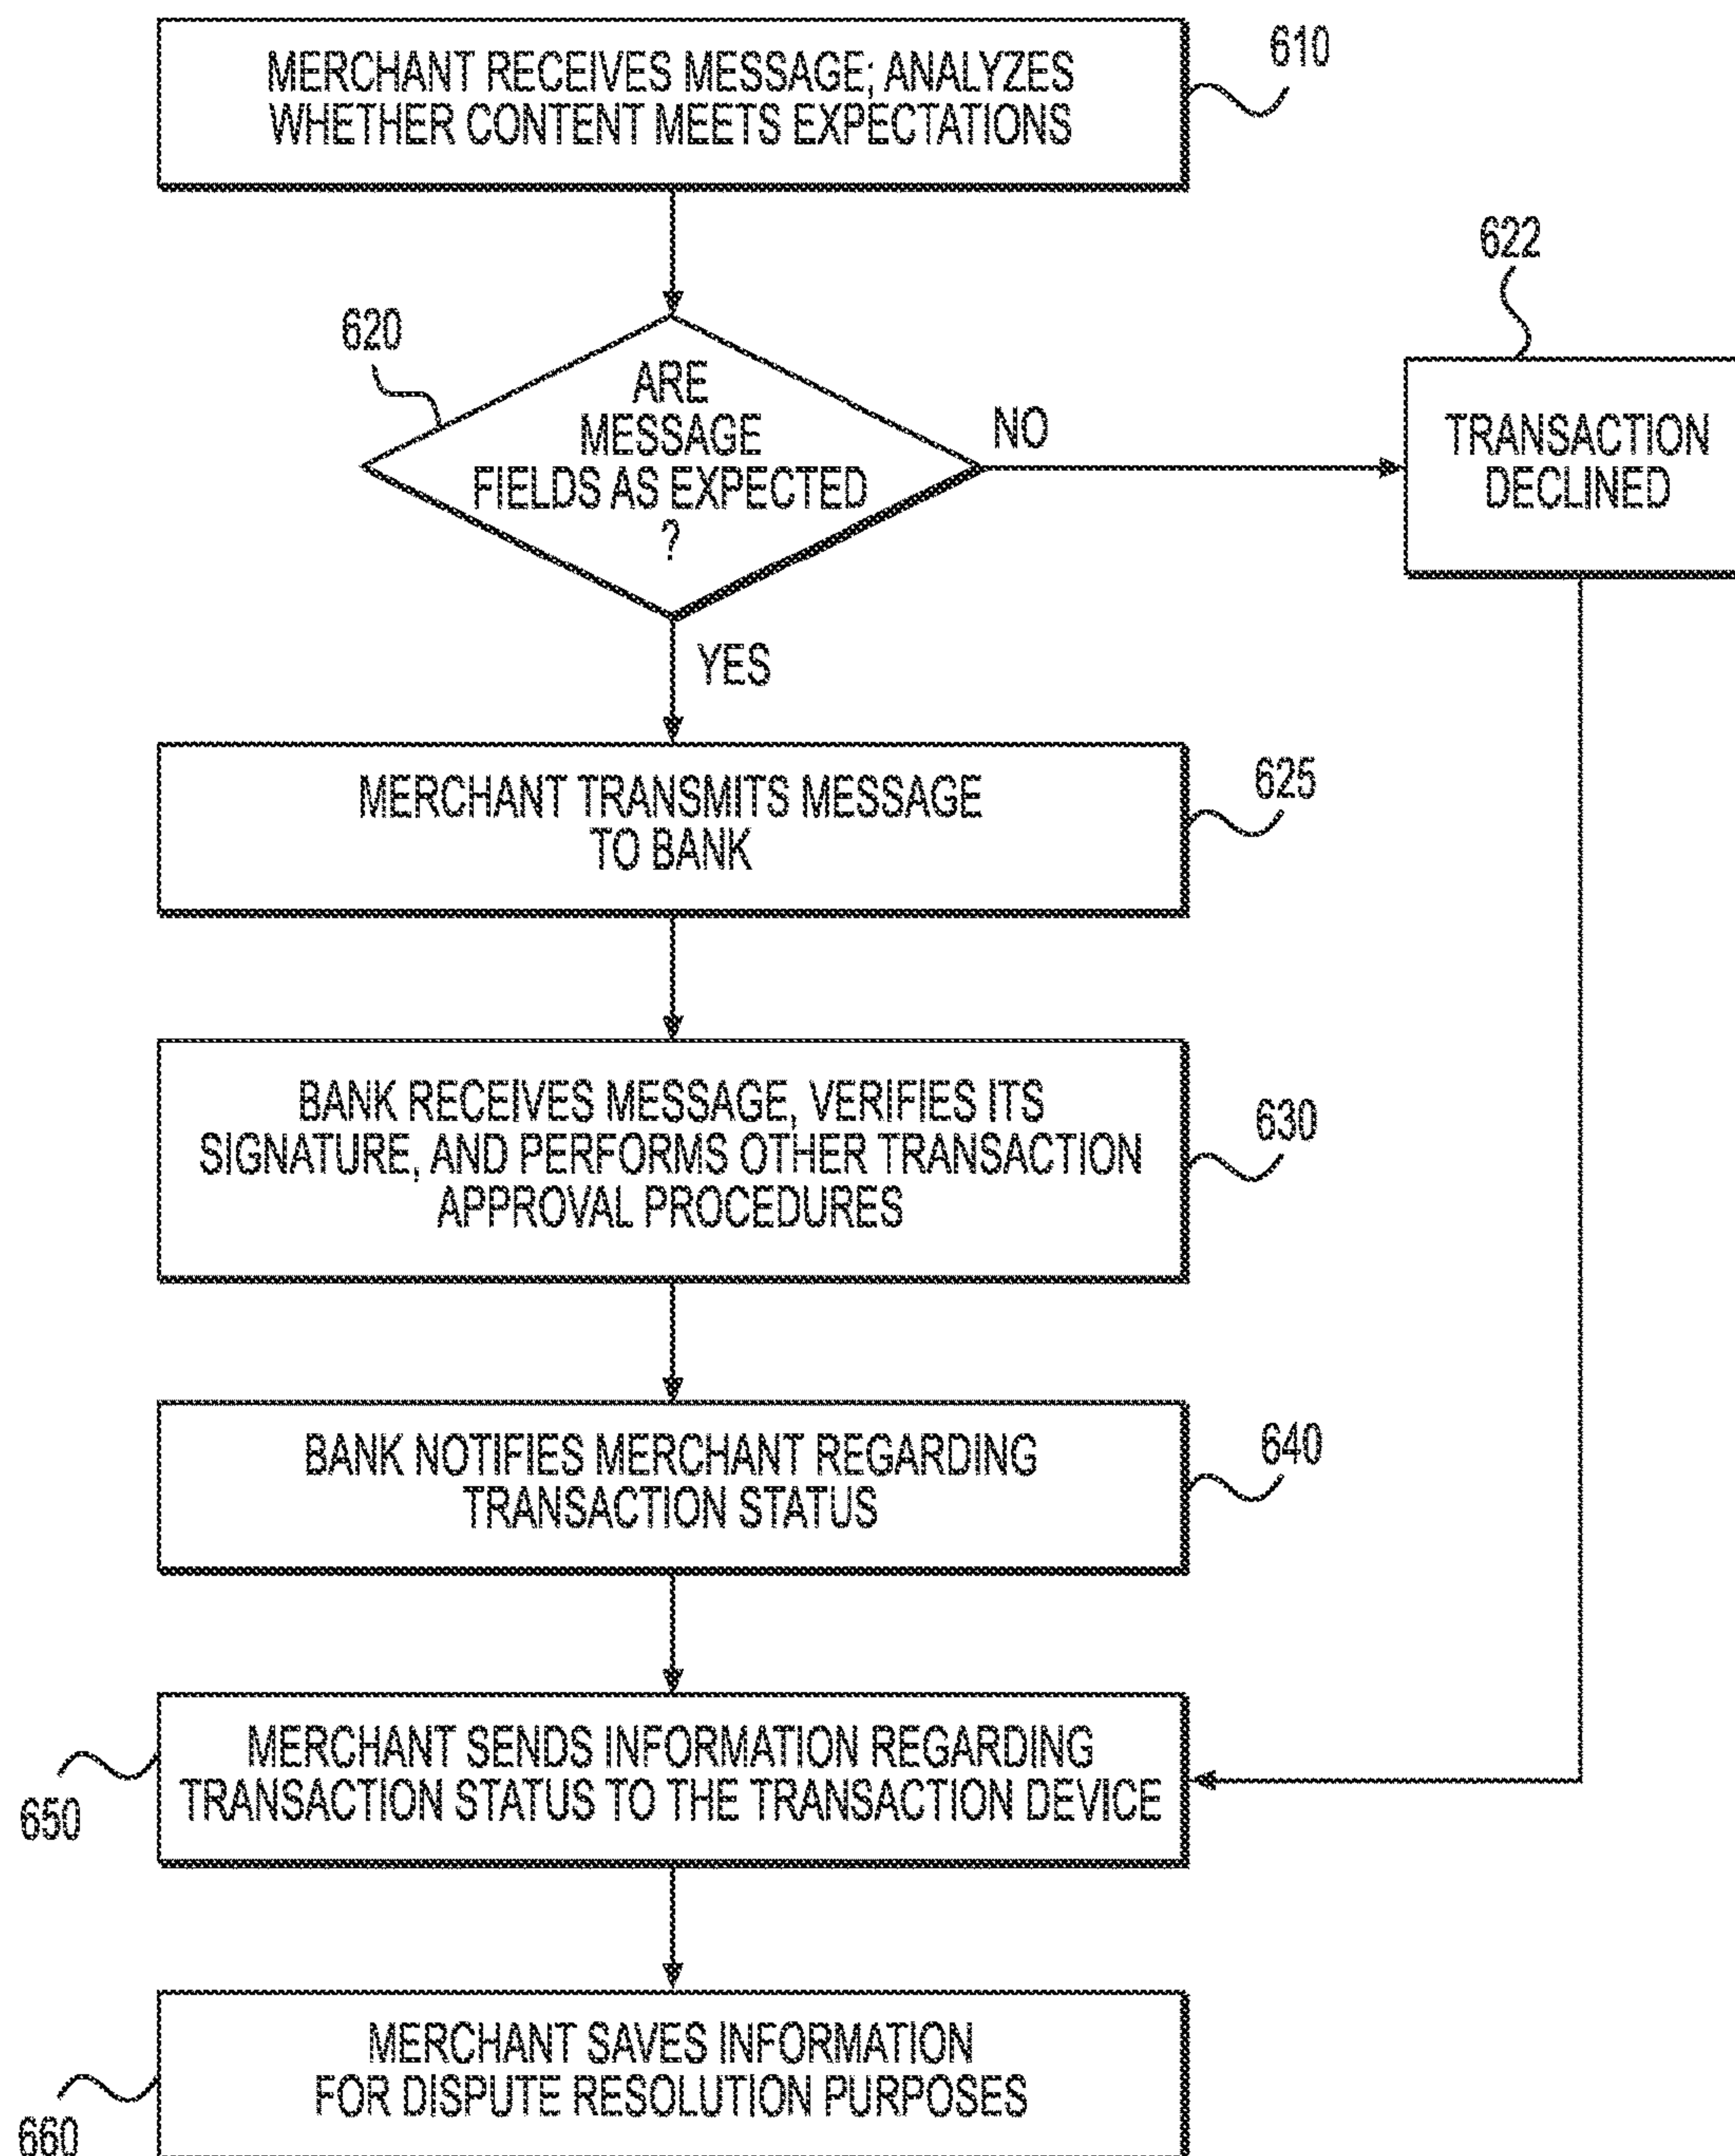 MERCHANT RECEIVES MESSAGE; ANALYZES
WHETHER CONTENT MEETS EXPECTATIONS
610
620
ARE
MESSAGE
FIELDS AS EXPECTED
?
NO
622
TRANSACTION
DECLINED
YES
MERCHANT TRANSMITS MESSAGE
TO BANK
625
BANK RECEIVES MESSAGE, VERIFIES ITS
SIGNATURE, AND PERFORMS OTHER TRANSACTION
APPROVAL PROCEDURES
630
BANK NOTIFIES MERCHANT REGARDING
TRANSACTION STATUS
640
MERCHANT SENDS INFORMATION REGARDING
TRANSACTION STATUS TO THE TRANSACTION DEVICE
650
MERCHANT SAVES INFORMATION
FOR DISPUTE RESOLUTION PURPOSES
660